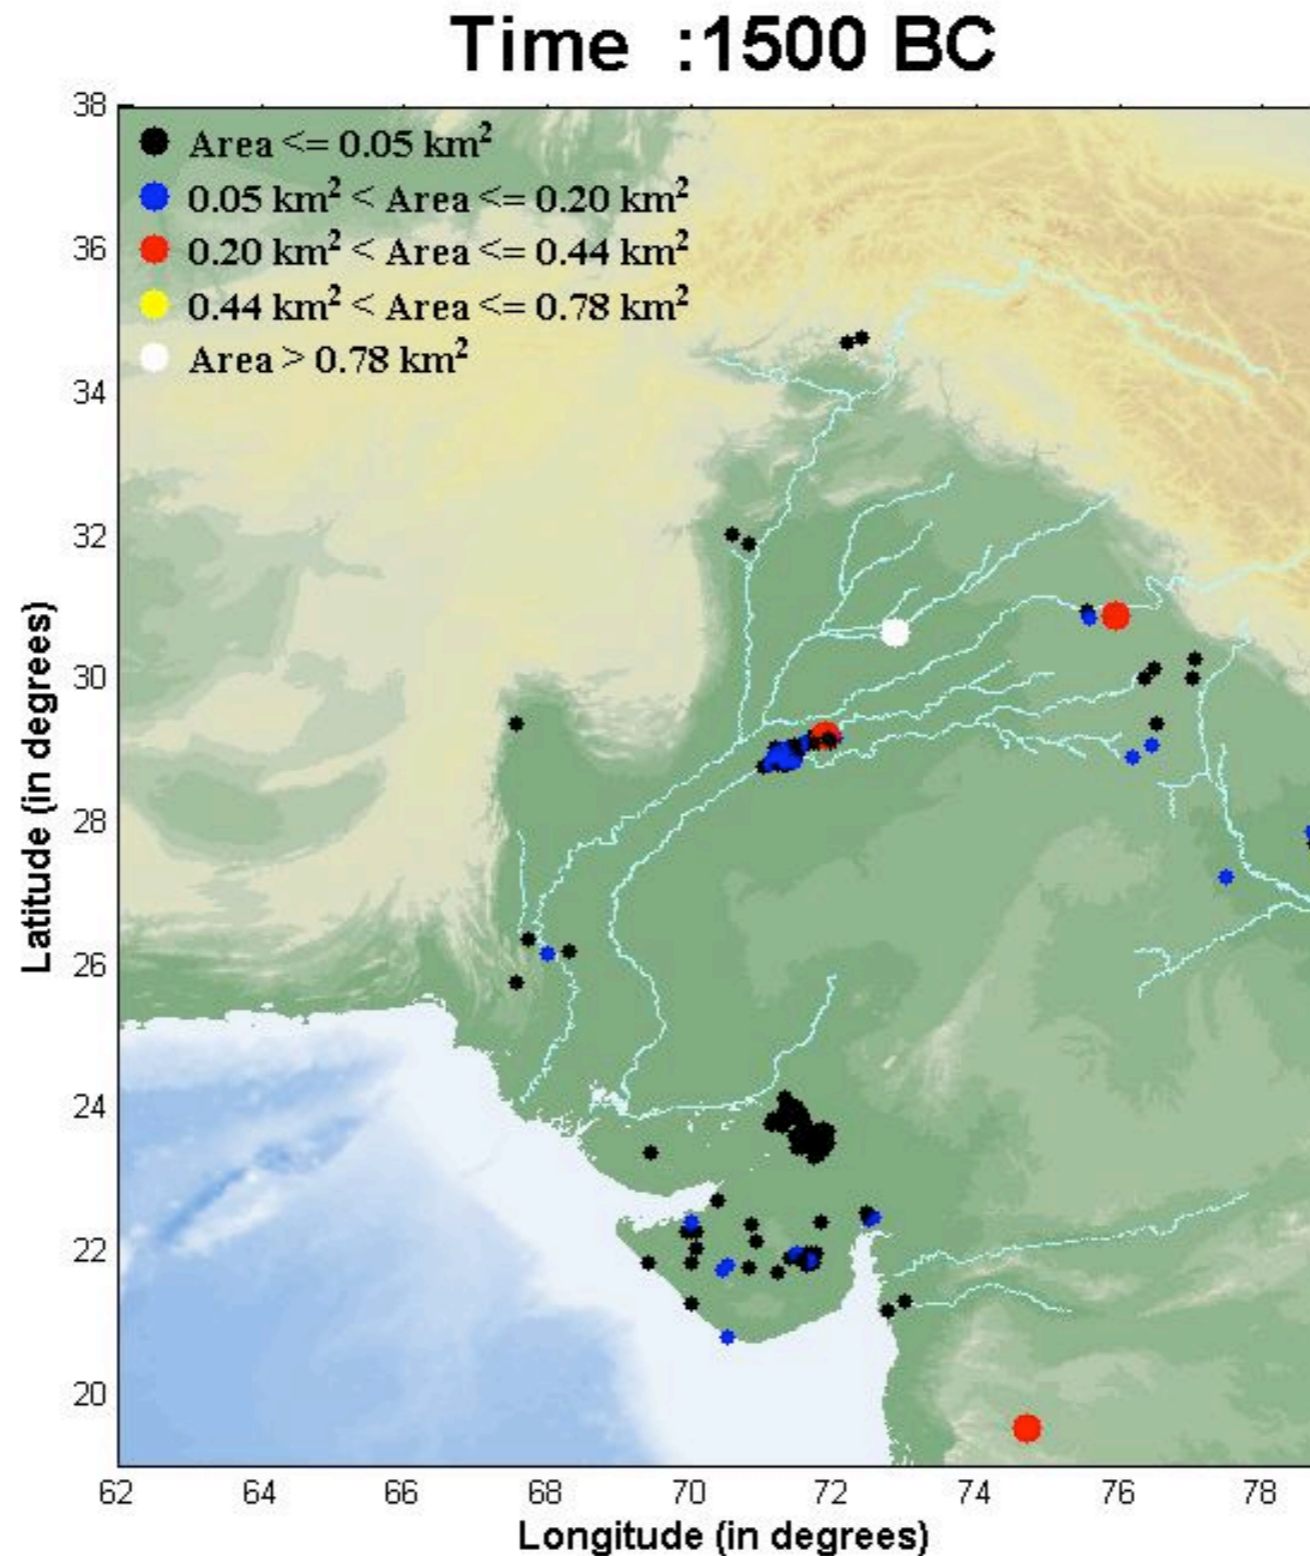 Time :1500 BC
Area <= 0.05 km²
0.05 km² < Area <= 0.20 km²
0.20 km² < Area <= 0.44 km²
0.44 km² < Area <= 0.78 km²
Area > 0.78 km²
38
36
34
32
30
28
26
24
22
20
Latitude (in degrees)
62 64 66 68 70 72 74 76 78
Longitude (in degrees)